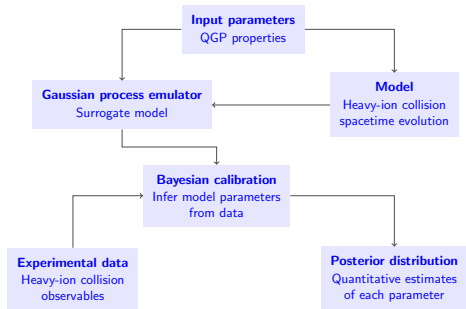 Input parameters
QGP properties
Gaussian process emulator
Surrogate model
Model
Heavy-ion collision
spacetime evolution
Bayesian calibration
Infer model parameters
from data
Experimental data
Heavy-ion collision
observables
Posterior distribution
Quantitative estimates
of each parameter